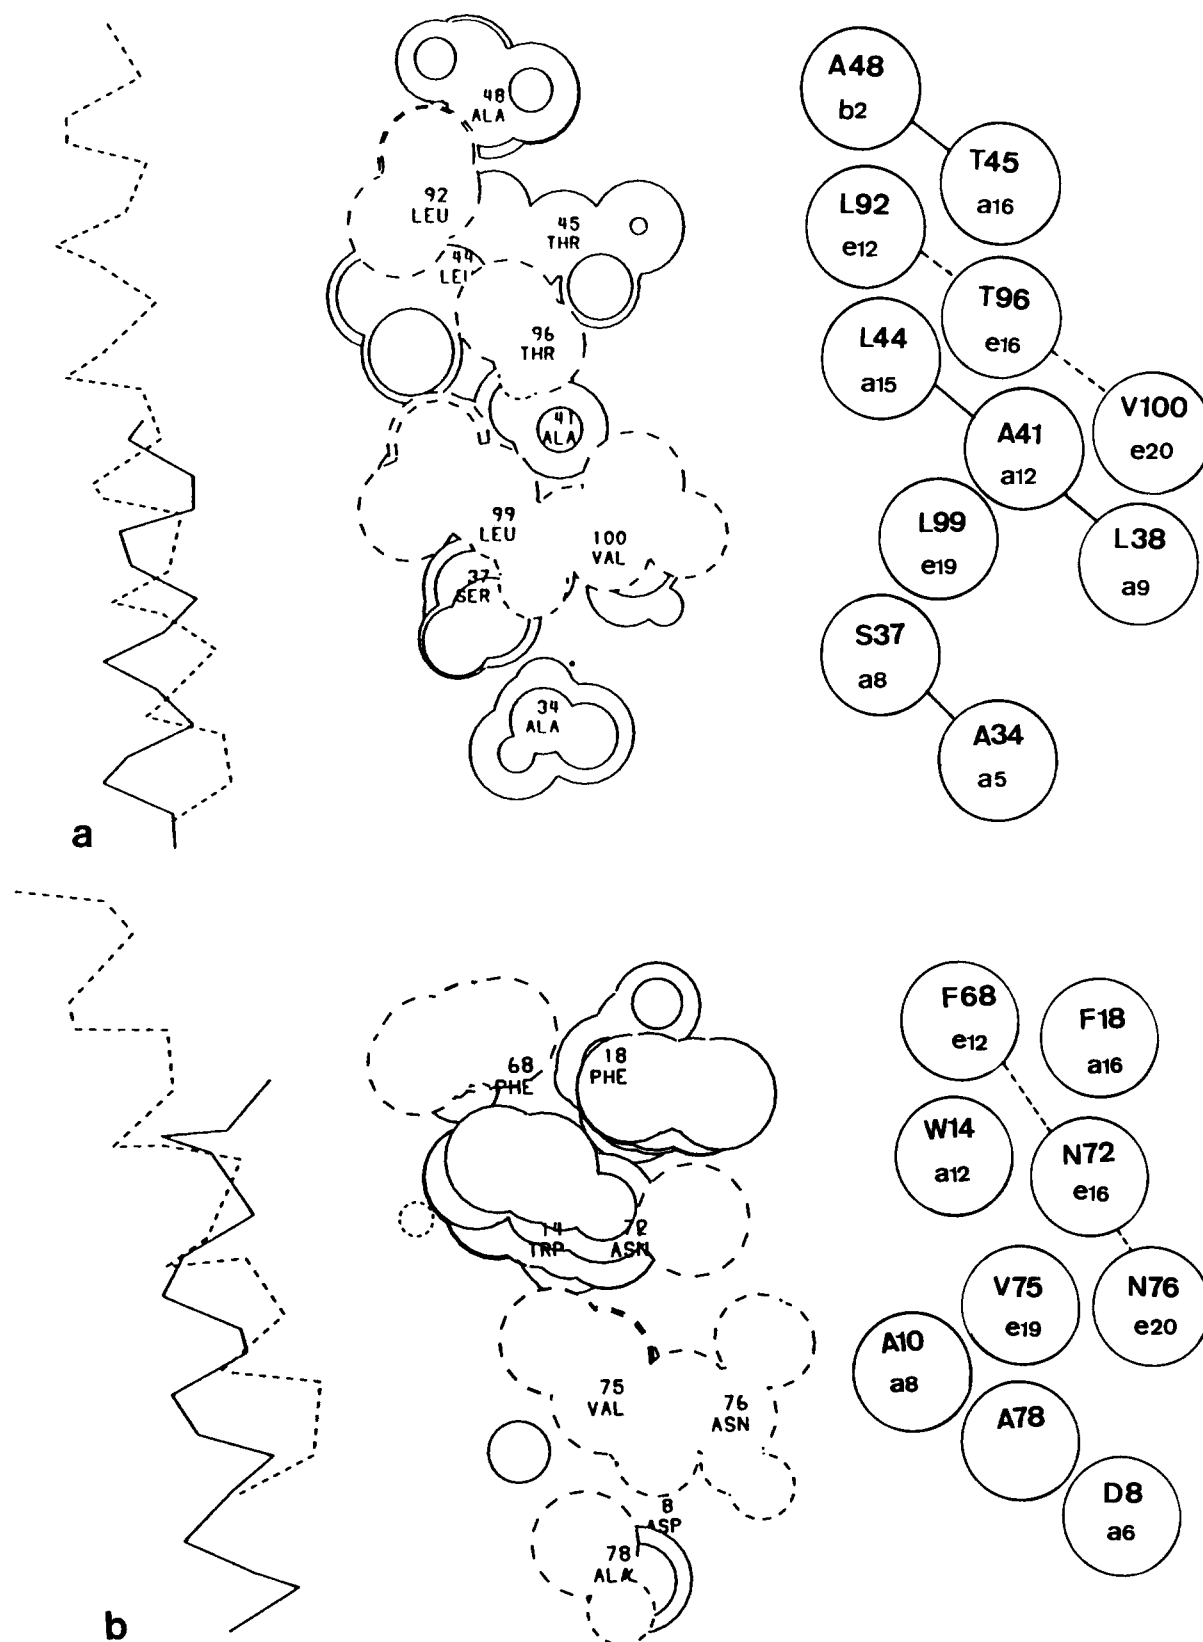 48
ALA
92
LEU
45
THR
44
LEU
96
THR
41
ALA
99
LEU
100
VAL
37
SER
34
ALA
A48
b2
T45
a16
L92
e12
T96
e16
L44
a15
V100
e20
A41
a12
L99
e19
L38
a9
S37
a8
A34
a5
a
68
PHE
18
PHE
14
TRP
72
ASN
75
VAL
76
ASN
8
ASP
78
ALA
F68
e12
F18
a16
W14
a12
N72
e16
V75
e19
N76
e20
A10
a8
A78
D8
a6
b